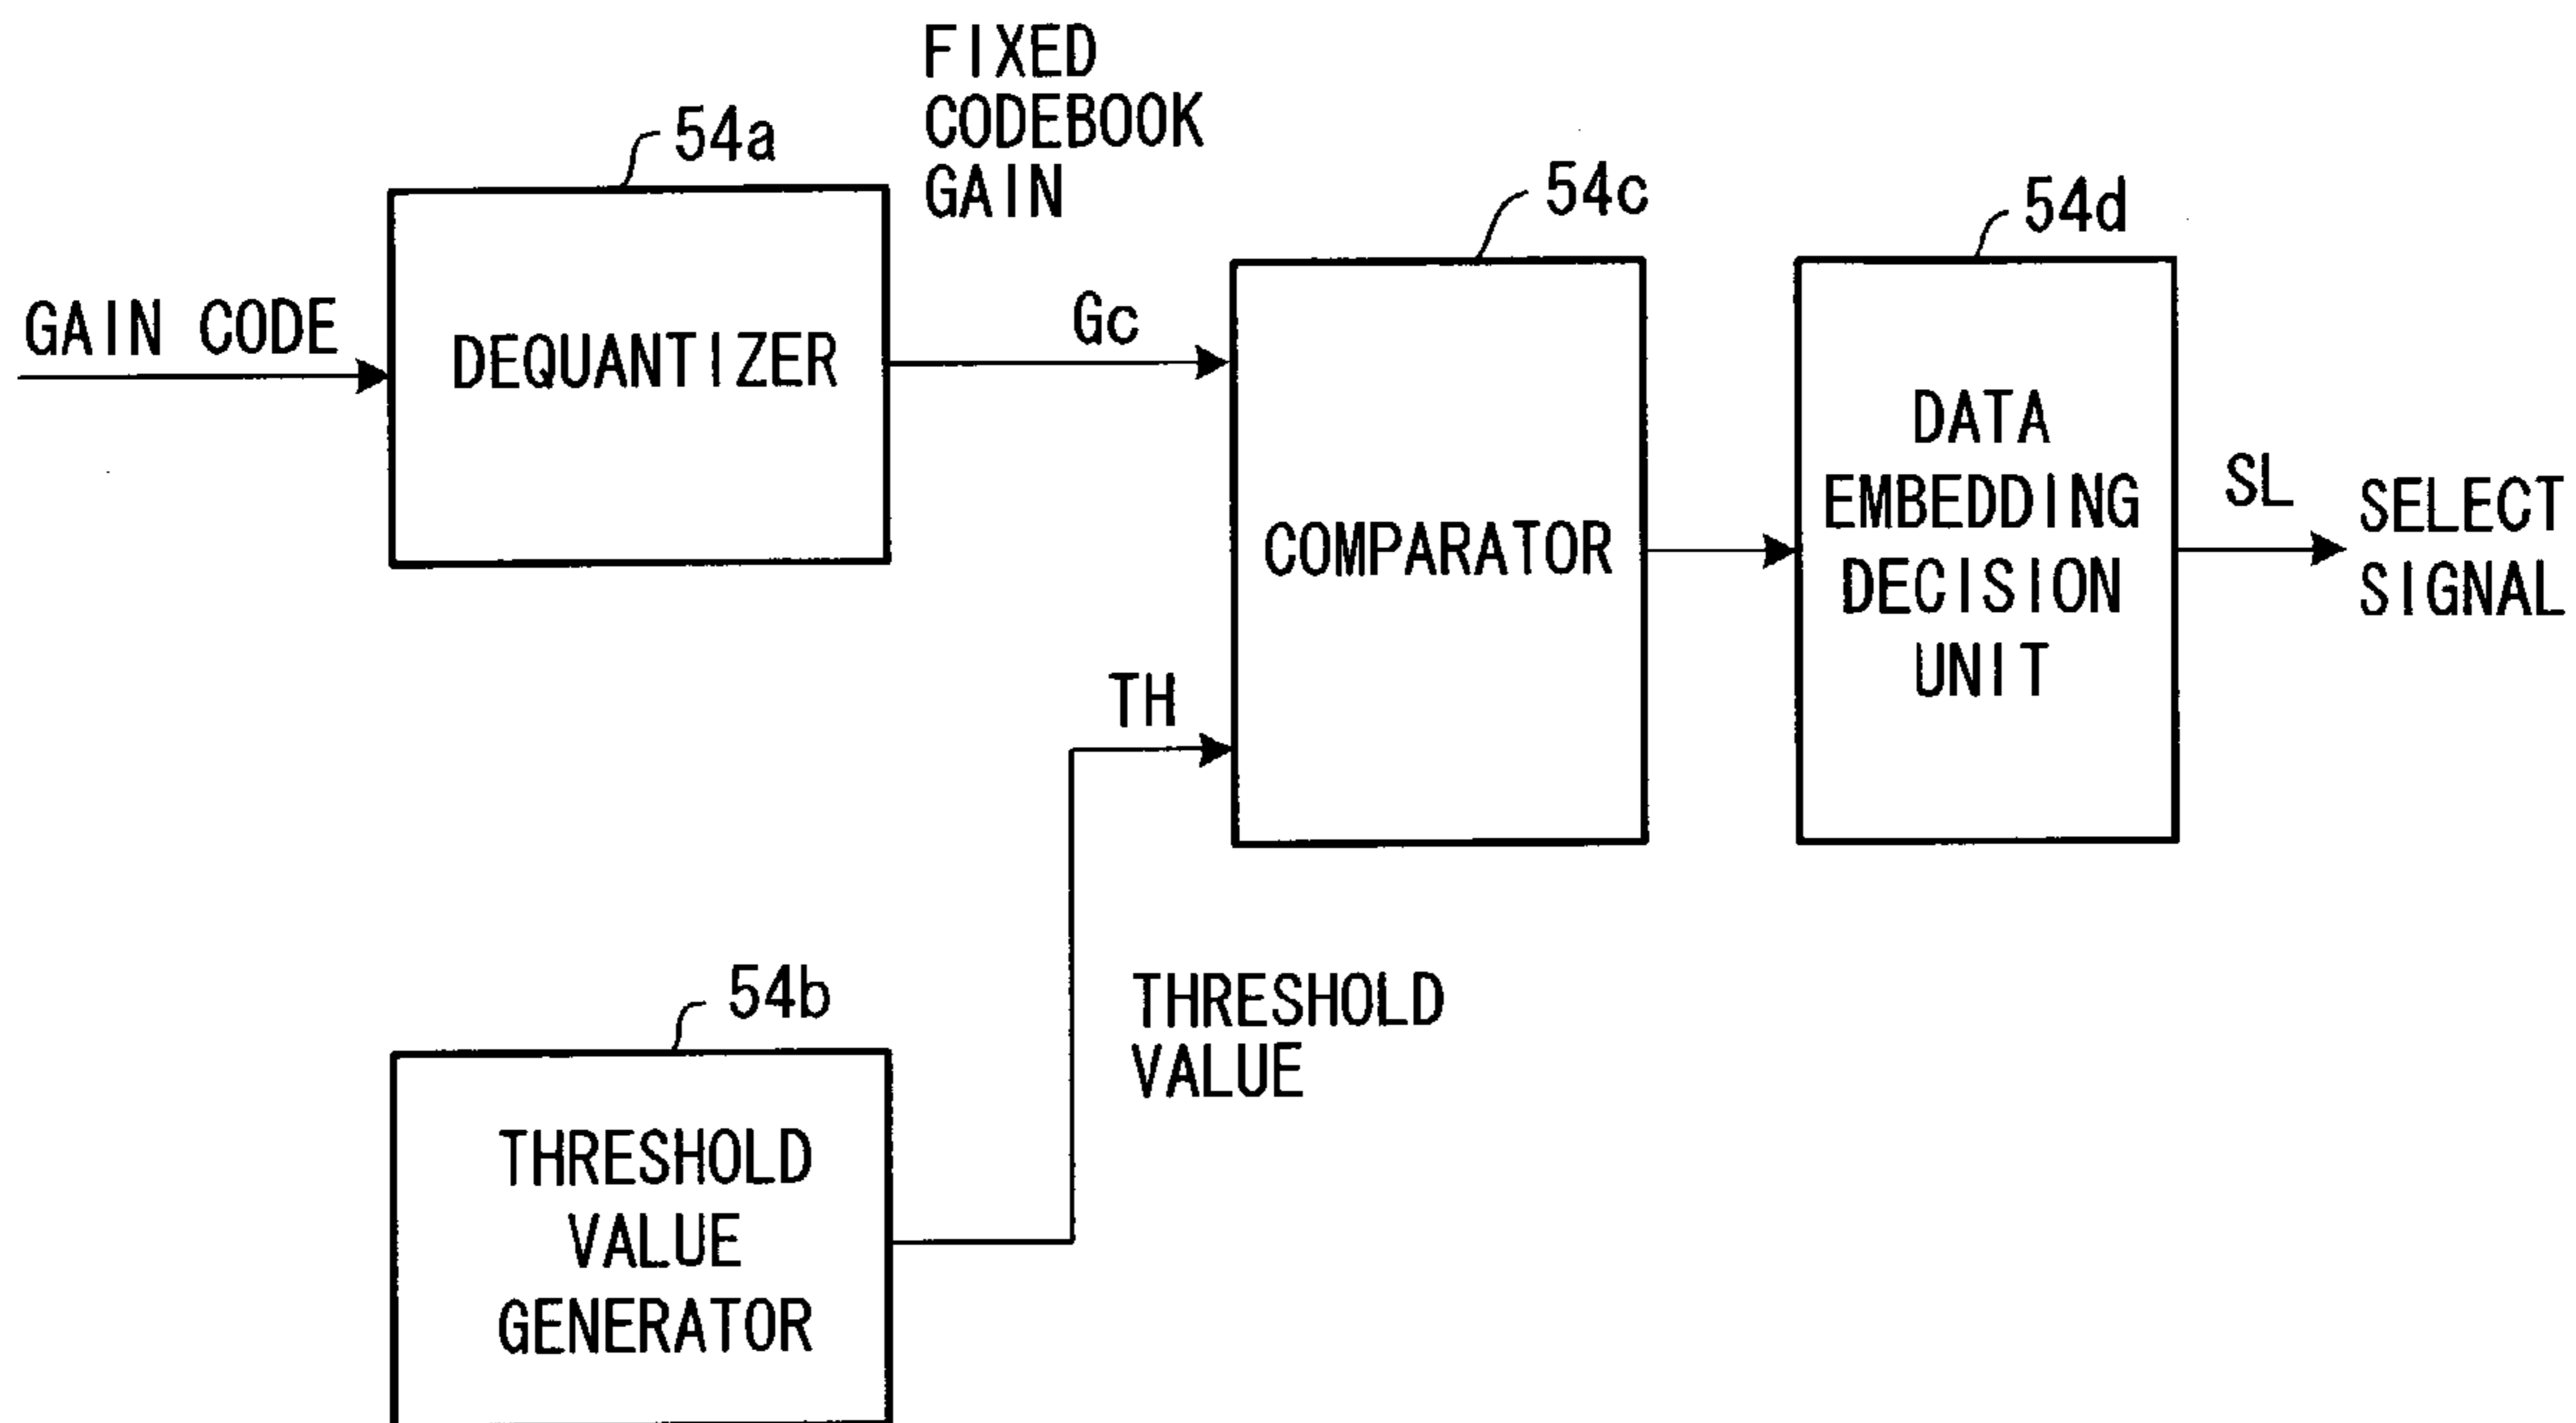 FIXED
CODEBOOK
GAIN
54a
54c
54d
GAIN CODE
DEQUANTIZER
Gc
COMPARATOR
DATA
EMBEDDING
DECISION
UNIT
SL
SELECT
SIGNAL
TH
THRESHOLD
VALUE
54b
THRESHOLD
VALUE
GENERATOR